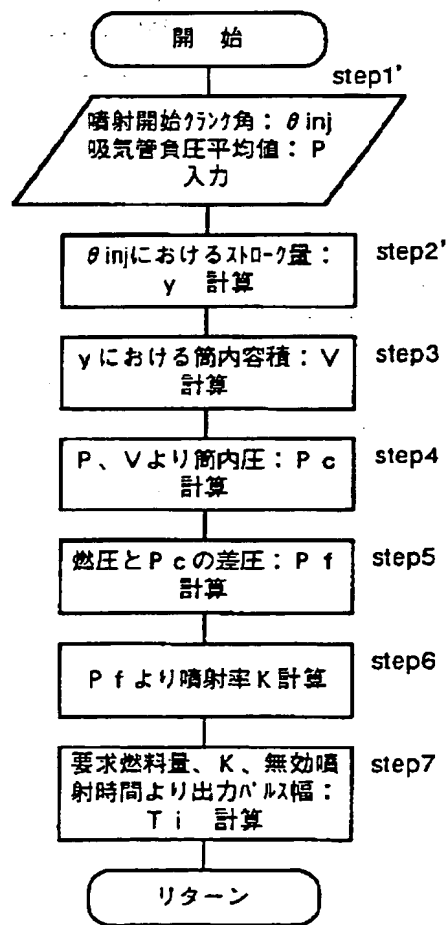 開 始
step1'
噴射開始クランク角：θinj
吸気管負圧平均値：P
入力
θinjにおけるストローク量：
y 計算
step2'
yにおける筒内容積：V
計算
step3
P、Vより筒内圧：Pc
計算
step4
燃圧とPcの差圧：Pf
計算
step5
Pfより噴射率K計算
step6
要求燃料量、K、無効噴
射時間より出力パルス幅：
Ti 計算
step7
リターン